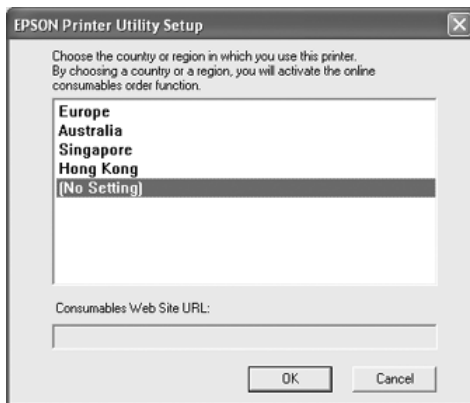 EPSON Printer Utility Setup
Choose the country or region in which you use this printer.
By choosing a country or a region, you will activate the online
consumables order function.
Europe
Australia
Singapore
Hong Kong
(No Setting)
Consumables Web Site URL:
OK
Cancel